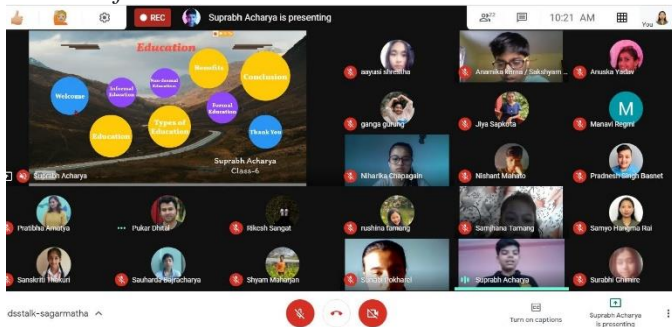 REC
Suprabh Acharya is presenting
22
10:21 AM
You
Education
Benefits
Conclusion
Non-formal
Education
Informal
Education
Welcome
Formal
Education
Types of
Education
Education
Thank You
Suprabh Acharya
Class-6
Suprabh Acharya
aayusi shrestha
Anamika karna / Sakshyam ...
Anuska Yadav
ganga gurung
Jiya Sapkota
M
Manavi Regmi
Niharika Chapagain
Nishant Mahato
Pradnesh Singh Basnet
Pratibha Amatya
Pukar Dhital
Rikesh Sangat
rushina tamang
Samjhana Tamang
Samyo Hangma Rai
Sanskriti Thokuri
Sauharda Bajracharya
Shyam Maharjan
Pokharel
Suprabh Acharya
Surabhi Ghimire
dsstalk-sagarmatha
Turn on captions
Suprabh Acharya
is presenting